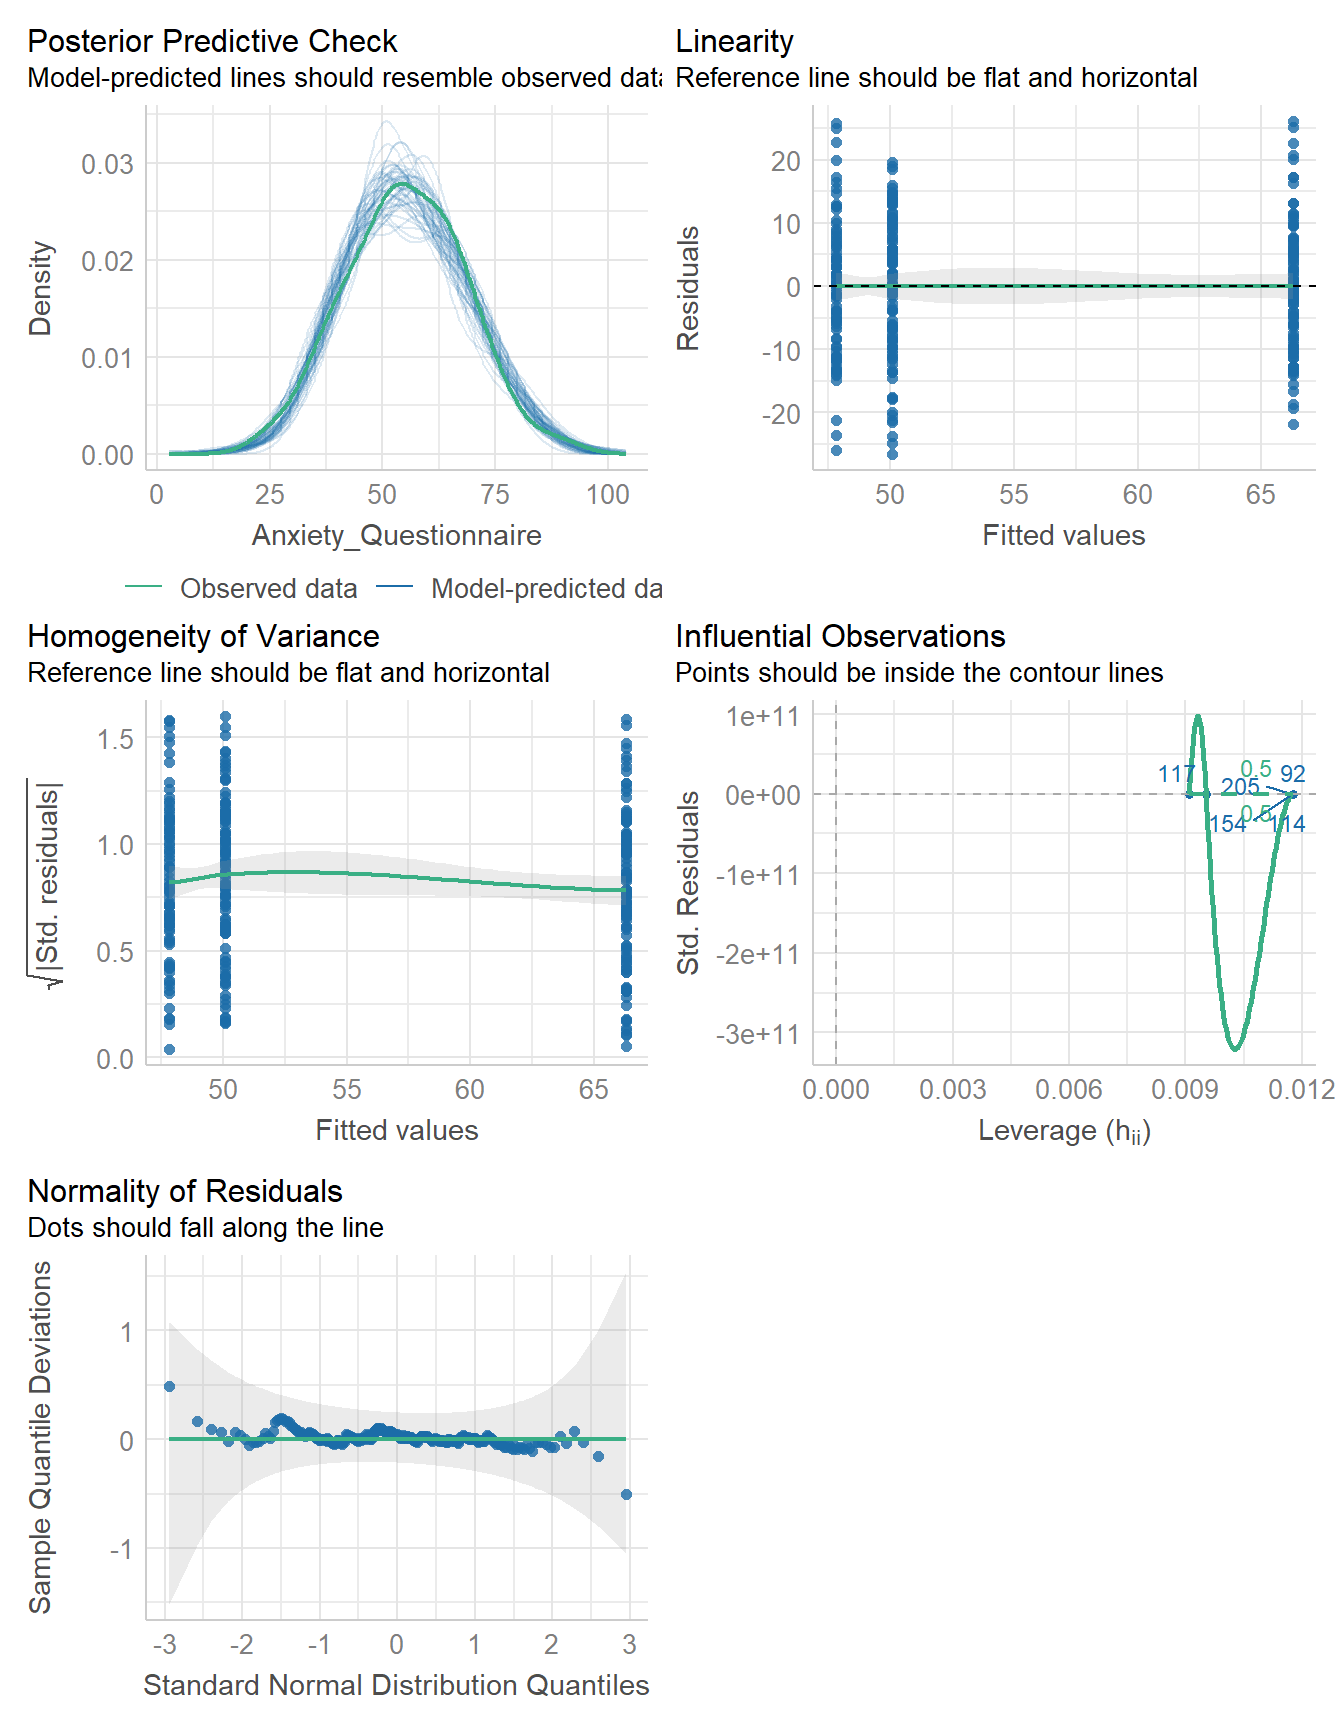 Posterior Predictive Check
Model-predicted lines should resemble observed data
0.03
0.02
0.01
0.00
Density
0 25 50 75 100
Anxiety_Questionnaire
Observed data Model-predicted da
Linearity
Reference line should be flat and horizontal
20
10
0
-10
-20
Residuals
50 55 60 65
Fitted values
Homogeneity of Variance
Reference line should be flat and horizontal
1.5
1.0
0.5
0.0
√|Std. residuals|
50 55 60 65
Fitted values
Influential Observations
Points should be inside the contour lines
1e+11
0e+00
-1e+11
-2e+11
-3e+11
Std. Residuals
117 0.5 92
205
154 0.5 114
0.000 0.003 0.006 0.009 0.012
Leverage (hii)
Normality of Residuals
Dots should fall along the line
1
0
-1
Sample Quantile Deviations
-3 -2 -1 0 1 2 3
Standard Normal Distribution Quantiles